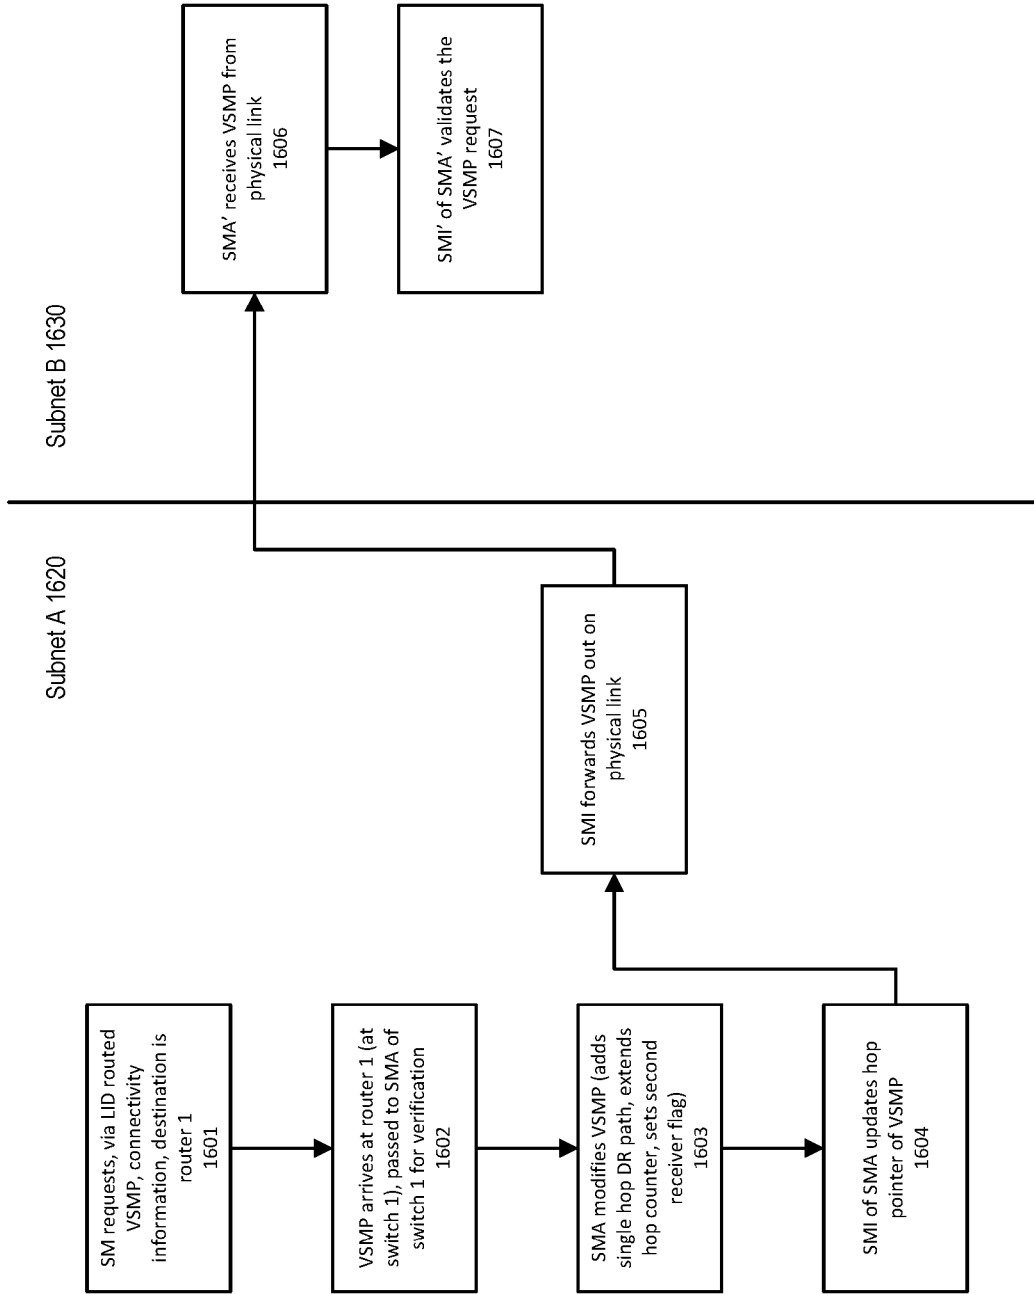 Subnet A 1620
Subnet B 1630
SM requests, via LID routed
VSMP, connectivity
information, destination is
router 1
1601
VSMP arrives at router 1 (at
switch 1), passed to SMA of
switch 1 for verification
1602
SMA modifies VSMP (adds
single hop DR path, extends
hop counter, sets second
receiver flag)
1603
SMI of SMA updates hop
pointer of VSMP
1604
SMI forwards VSMP out on
physical link
1605
SMA’ receives VSMP from
physical link
1606
SMI’ of SMA’ validates the
VSMP request
1607